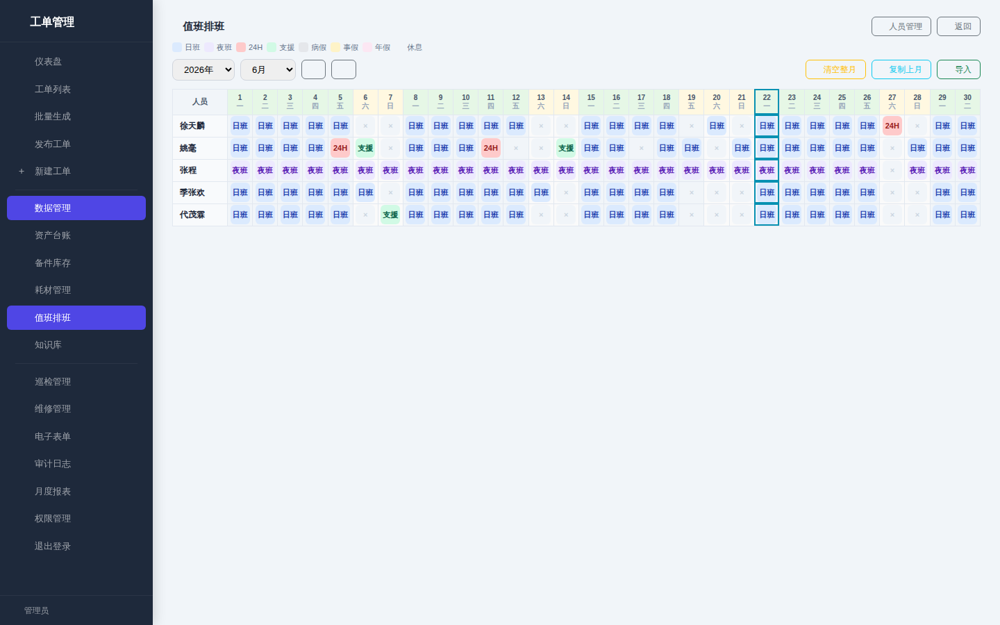 工单管理
仪表盘
工单列表
批量生成
发布工单
+ 新建工单
数据管理
资产台账
备件库存
耗材管理
值班排班
知识库
巡检管理
维修管理
电子表单
审计日志
月度报表
权限管理
退出登录
管理员
值班排班
人员管理 返回
日班 夜班 24H 支援 病假 事假 年假 休息
2026年 6月 清空整月 复制上月 导入
人员 1 2 3 4 5 6 7 8 9 10 11 12 13 14 15 16 17 18 19 20 21 22 23 24 25 26 27 28 29 30
一 二 三 四 五 六 日 一 二 三 四 五 六 日 一 二 三 四 五 六 日 一 二 三 四 五 六 日 一 二
徐天麟 日班 日班 日班 日班 日班 × × 日班 日班 日班 日班 日班 × × 日班 日班 日班 日班 × 日班 × 日班 日班 日班 日班 日班 24H × 日班 日班
姚毫 日班 日班 日班 日班 24H 支援 × 日班 日班 日班 24H × × 支援 日班 日班 × 日班 日班 × 日班 日班 日班 日班 日班 日班 × 日班 日班 日班
张程 夜班 夜班 夜班 夜班 夜班 夜班 夜班 夜班 夜班 夜班 夜班 夜班 夜班 夜班 夜班 夜班 夜班 夜班 夜班 夜班 夜班 夜班 夜班 夜班 夜班 夜班 × 夜班 夜班 夜班
季张欢 日班 日班 日班 日班 日班 日班 × 日班 日班 日班 日班 日班 日班 × 日班 日班 日班 日班 × × × 日班 日班 日班 日班 日班 × × 日班 日班
代茂霖 日班 日班 日班 日班 日班 × 支援 日班 日班 日班 日班 日班 × × 日班 日班 日班 日班 × × × 日班 日班 日班 日班 日班 × × 日班 日班